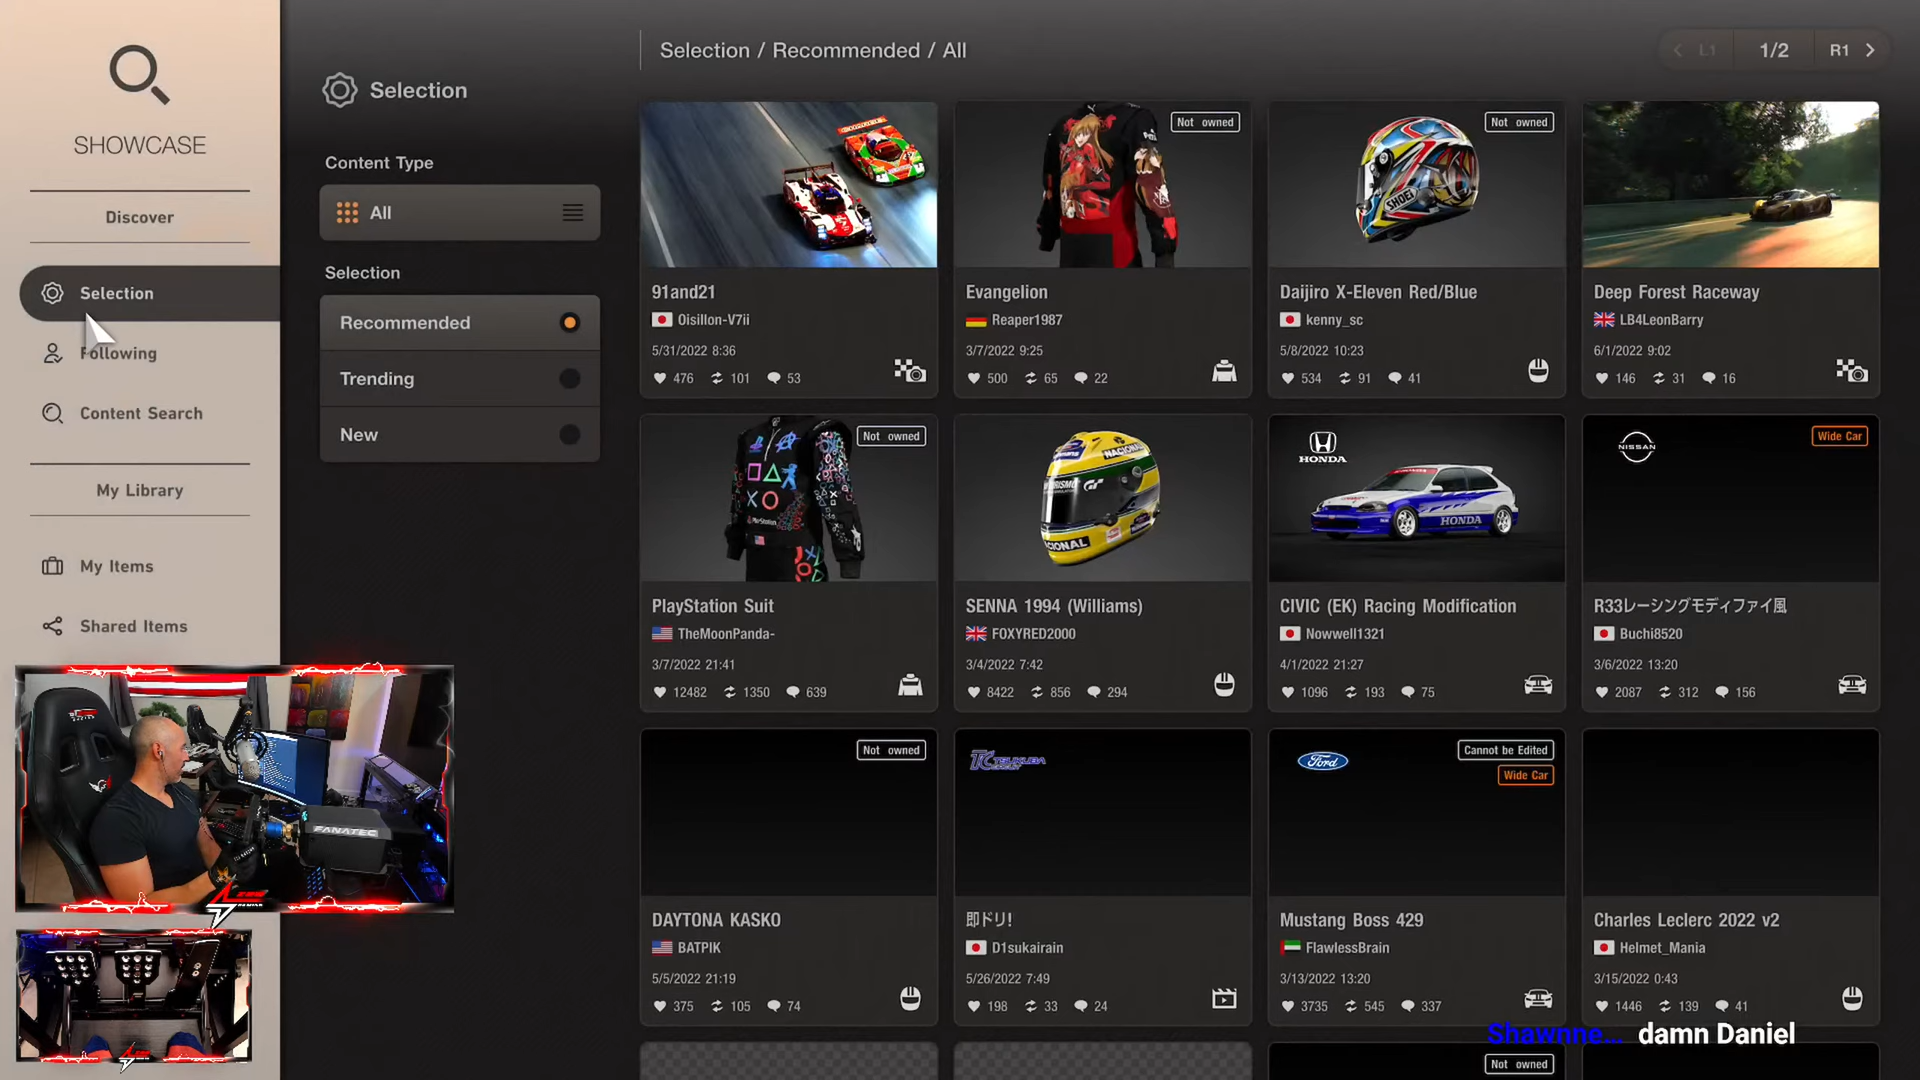 SHOWCASE
Discover
Selection
Following
Content Search
My Library
My Items
Shared Items
Selection
Content Type
All
Selection
Recommended
Trending
New
Selection / Recommended / All
L1 1/2 R1
91and21
Oisillon-V7ii
5/31/2022 8:36
476 101 53
Not owned
Evangelion
Reaper1987
3/7/2022 9:25
500 65 22
Not owned
SHOEI
Daijiro X-Eleven Red/Blue
kenny_sc
5/8/2022 10:23
534 91 41
Deep Forest Raceway
LB4LeonBarry
6/1/2022 9:02
146 31 16
Not owned
PlayStation Suit
TheMoonPanda-
3/7/2022 21:41
12482 1350 639
NACIONAL
SENNA 1994 (Williams)
FOXYRED2000
3/4/2022 7:42
8422 856 294
HONDA
HONDA
CIVIC (EK) Racing Modification
Nowwell1321
4/1/2022 21:27
1096 193 75
NISSAN
Wide Car
R33レーシングモディファイ風
Buchi8520
3/6/2022 13:20
2087 312 156
Not owned
DAYTONA KASKO
BATPIK
5/5/2022 21:19
375 105 74
TSUKUBA
即ドリ!
D1sukairain
5/26/2022 7:49
198 33 24
Ford
Cannot be Edited
Wide Car
Mustang Boss 429
FlawlessBrain
3/13/2022 13:20
3735 545 337
Charles Leclerc 2022 v2
Helmet_Mania
3/15/2022 0:43
1446 139 41
Not owned
FANATEC
Shawnne... damn Daniel